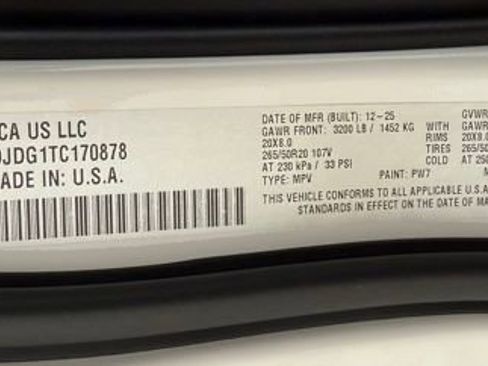 CA US LLC
JDG1TC170878
ADE IN: U.S.A.
DATE OF MFR (BUILT): 12-25
GAWR FRONT: 3200 LB / 1452 KG WITH
20X8.0 RIMS
265/50R20 107V TIRES
AT 230 kPa / 33 PSI COLD
TYPE: MPV PAINT: PW7
THIS VEHICLE CONFORMS TO ALL APPLICABLE U.S.A
STANDARDS IN EFFECT ON THE DATE OF MA
GVWR
GAWR
20X8
265/50
AT 250
M